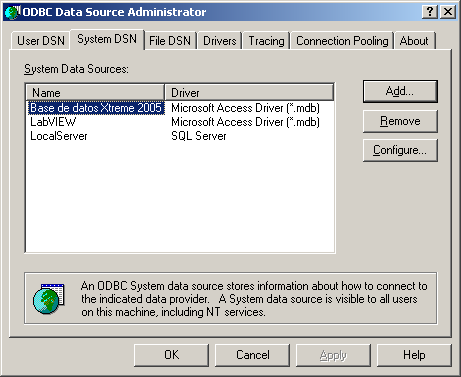 ODBC Data Source Administrator
User DSN System DSN File DSN Drivers Tracing Connection Pooling About
System Data Sources:
Name Driver
Base de datos Xtreme 2005 Microsoft Access Driver (*.mdb)
LabVIEW Microsoft Access Driver (*.mdb)
LocalServer SQL Server
Add...
Remove
Configure...
An ODBC System data source stores information about how to connect to
the indicated data provider. A System data source is visible to all users
on this machine, including NT services.
OK Cancel Apply Help